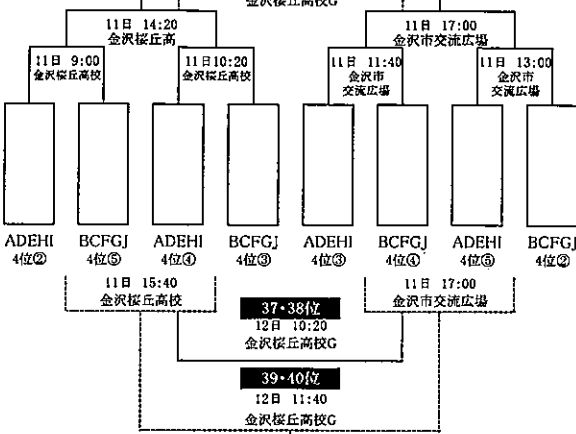 金沢桜丘高校G
11日 14:20
金沢桜丘高
11日 17:00
金沢市交流広場
11日 9:00
金沢桜丘高校
11日10:20
金沢桜丘高校
11日 11:40
金沢市
交流広場
11日 13:00
金沢市
交流広場
ADEHI
4位②
BCFGJ
4位⑤
ADEHI
4位④
BCFGJ
4位③
ADEHI
4位③
BCFGJ
4位④
ADEHI
4位⑤
BCFGJ
4位②
11日 15:40
金沢桜丘高校
11日 17:00
金沢市交流広場
37・38位
12日 10:20
金沢桜丘高校G
39・40位
12日 11:40
金沢桜丘高校G